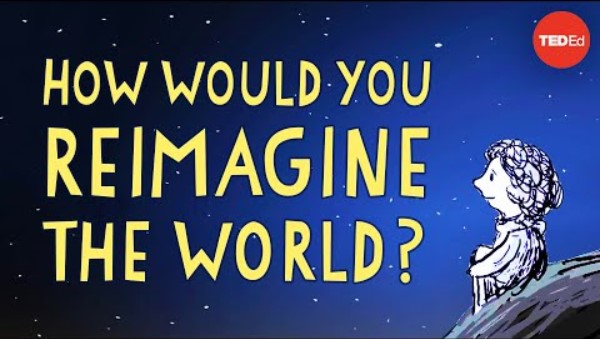 TEDEd
HOW WOULD YOU
REIMAGINE
THE WORLD?